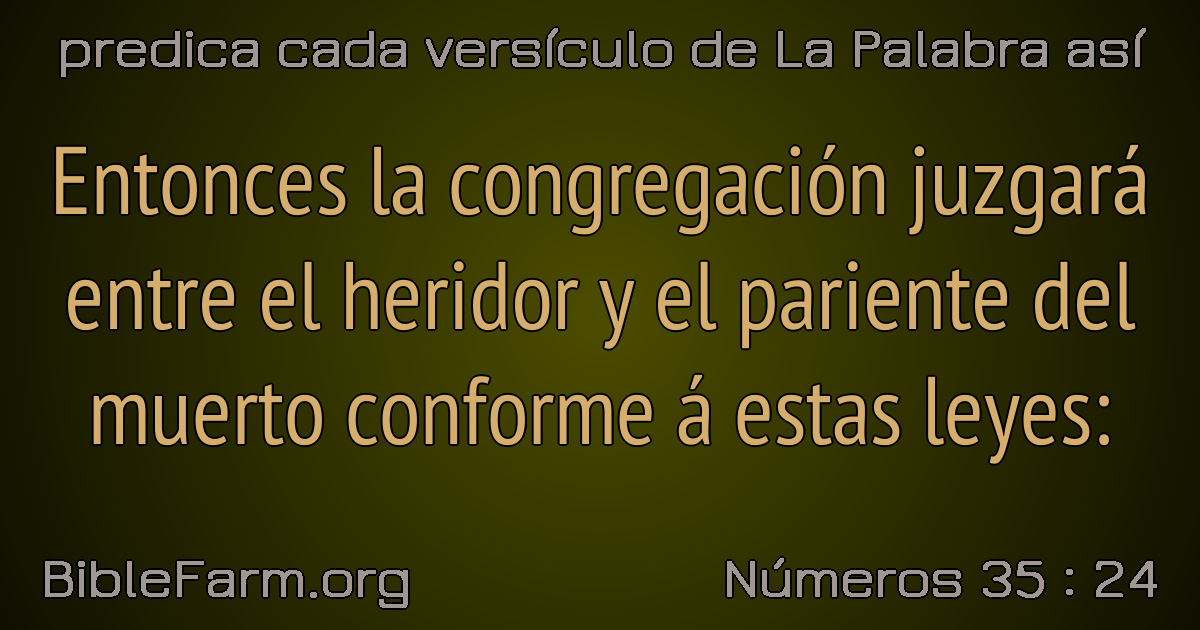 predica cada versículo de La Palabra así
Entonces la congregación juzgará
entre el heridor y el pariente del
muerto conforme á estas leyes:
BibleFarm.org
Números 35 : 24